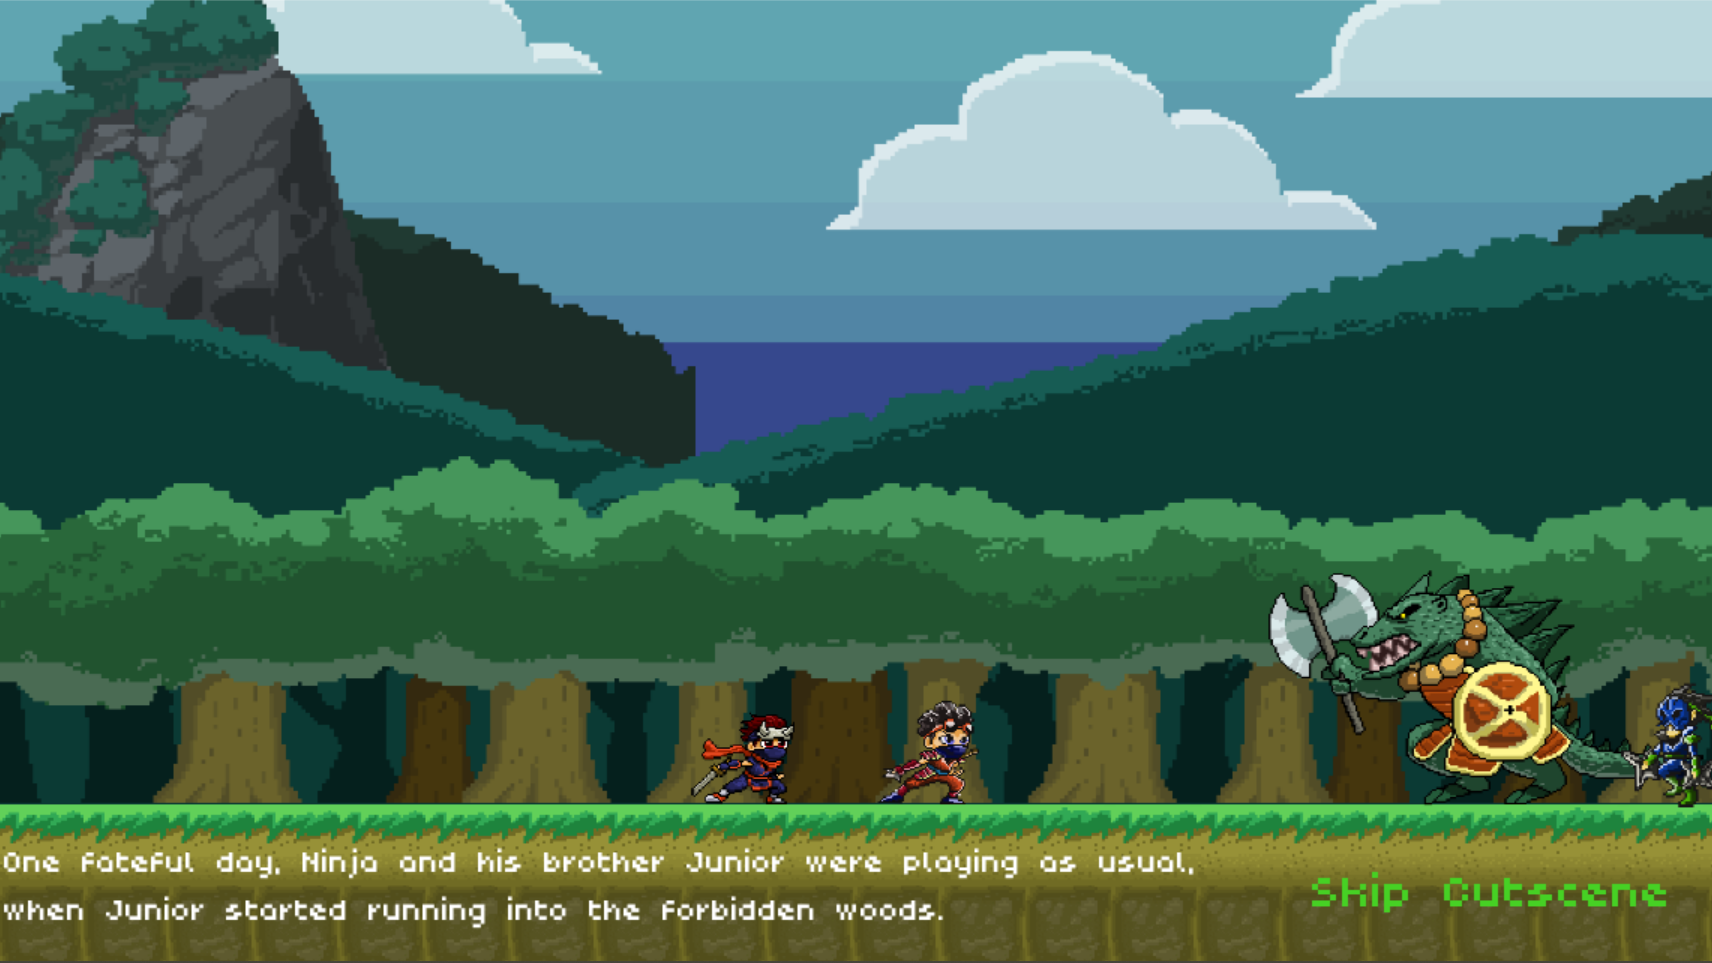 One fateful day, Ninja and his brother Junior were playing as usual,
when Junior started running into the forbidden woods.
Skip Cutscene